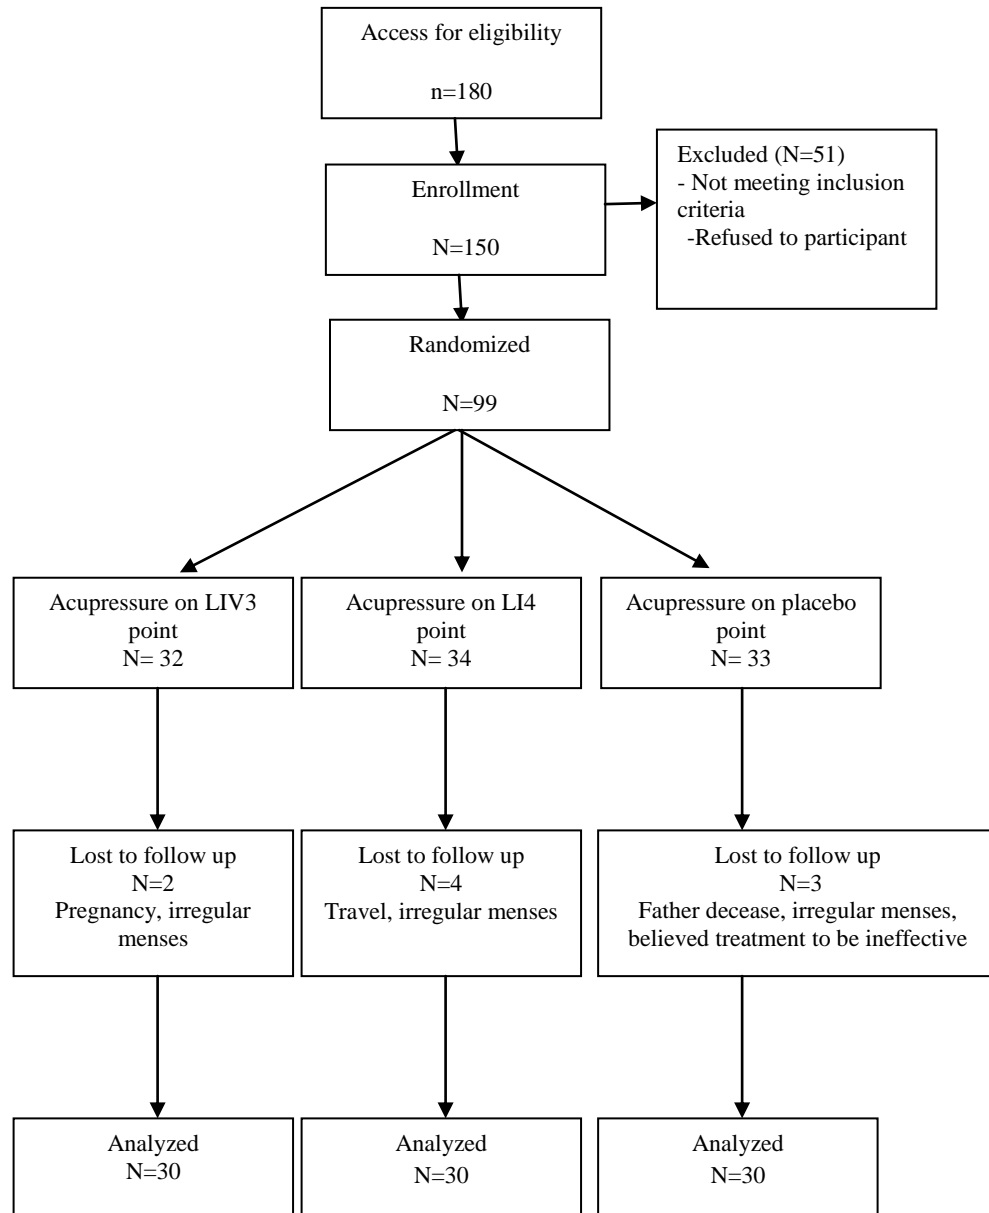 Access for eligibility
n=180
Excluded (N=51)
- Not meeting inclusion
criteria
-Refused to participant
Enrollment
N=150
Randomized
N=99
Acupressure on LIV3
point
N= 32
Acupressure on LI4
point
N= 34
Acupressure on placebo
point
N= 33
Lost to follow up
N=2
Pregnancy, irregular
menses
Lost to follow up
N=4
Travel, irregular menses
Lost to follow up
N=3
Father decease, irregular menses,
believed treatment to be ineffective
Analyzed
N=30
Analyzed
N=30
Analyzed
N=30